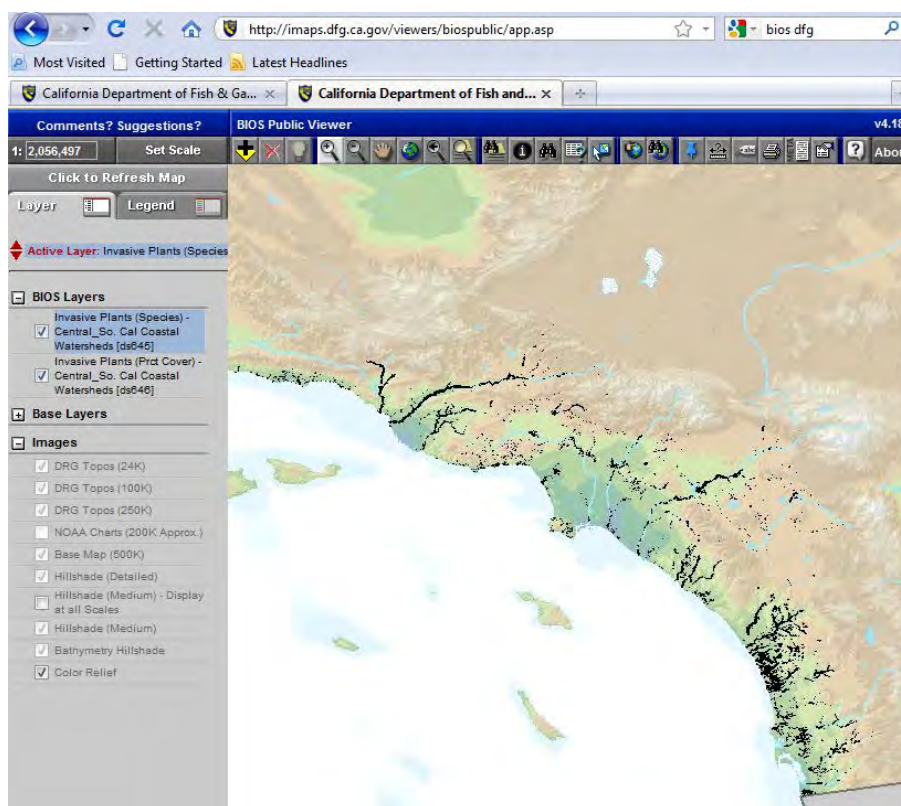 http://imaps.dfg.ca.gov/viewers/biospublic/app.asp
bios dfg
Most Visited
Getting Started
Latest Headlines
California Department of Fish & Ga...
California Department of Fish and...
Comments? Suggestions?
BIOS Public Viewer
v4.18
1: 2,056,497
Set Scale
Abou
Click to Refresh Map
Layer
Legend
Active Layer: Invasive Plants (Species
BIOS Layers
Invasive Plants (Species) -
Central_So. Cal Coastal
Watersheds [ds645]
Invasive Plants (Prct Cover) -
Central_So. Cal Coastal
Watersheds [ds646]
Base Layers
Images
DRG Topos (24K)
DRG Topos (100K)
DRG Topos (250K)
NOAA Charts (200K Approx.)
Base Map (500K)
Hillshade (Detailed)
Hillshade (Medium) - Display
at all Scales
Hillshade (Medium)
Bathymetry Hillshade
Color Relief